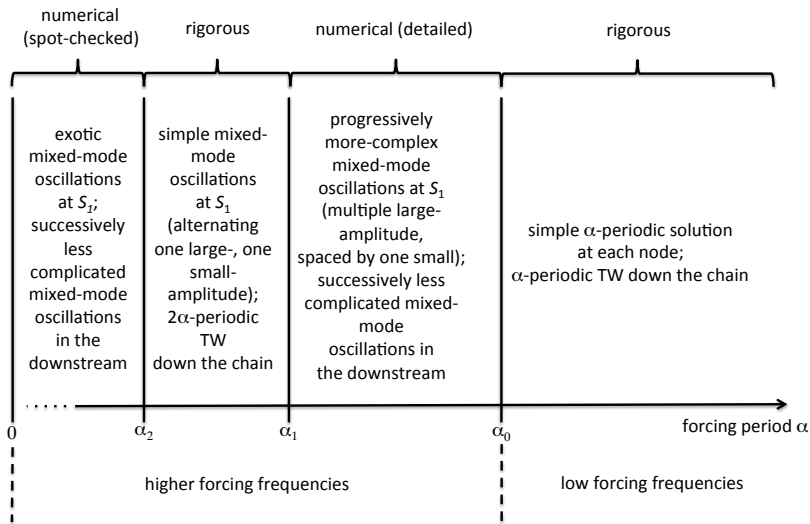 numerical
(spot-checked)
rigorous
numerical (detailed)
rigorous
exotic
mixed-mode
oscillations
at S1;
successively
less
complicated
mixed-mode
oscillations
in the
downstream
simple mixed-
mode
oscillations
at S1
(alternating
one large-, one
small-
amplitude);
2α-periodic
TW
down the chain
progressively
more-complex
mixed-mode
oscillations at S1
(multiple large-
amplitude,
spaced by one small);
successively less
complicated mixed-
mode
oscillations in
the downstream
simple α-periodic solution
at each node;
α-periodic TW down the chain
0
α2
α1
α0
forcing period α
higher forcing frequencies
low forcing frequencies